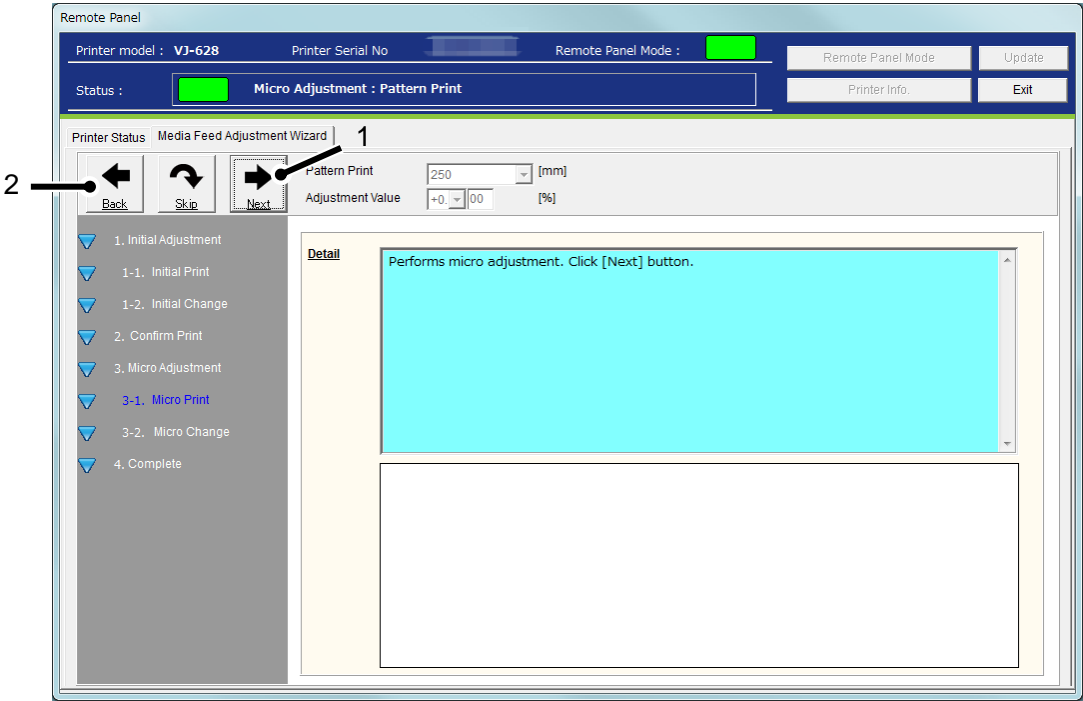 Remote Panel
Printer model : VJ-628 Printer Serial No Remote Panel Mode :
Remote Panel Mode Update
Status : Micro Adjustment : Pattern Print
Printer Info. Exit
Printer Status Media Feed Adjustment Wizard 1
2
Back Skip Next
Pattern Print 250 [mm]
Adjustment Value +0. 00 [%]
1. Initial Adjustment
1-1. Initial Print
1-2. Initial Change
2. Confirm Print
3. Micro Adjustment
3-1. Micro Print
3-2. Micro Change
4. Complete
Detail
Performs micro adjustment. Click [Next] button.